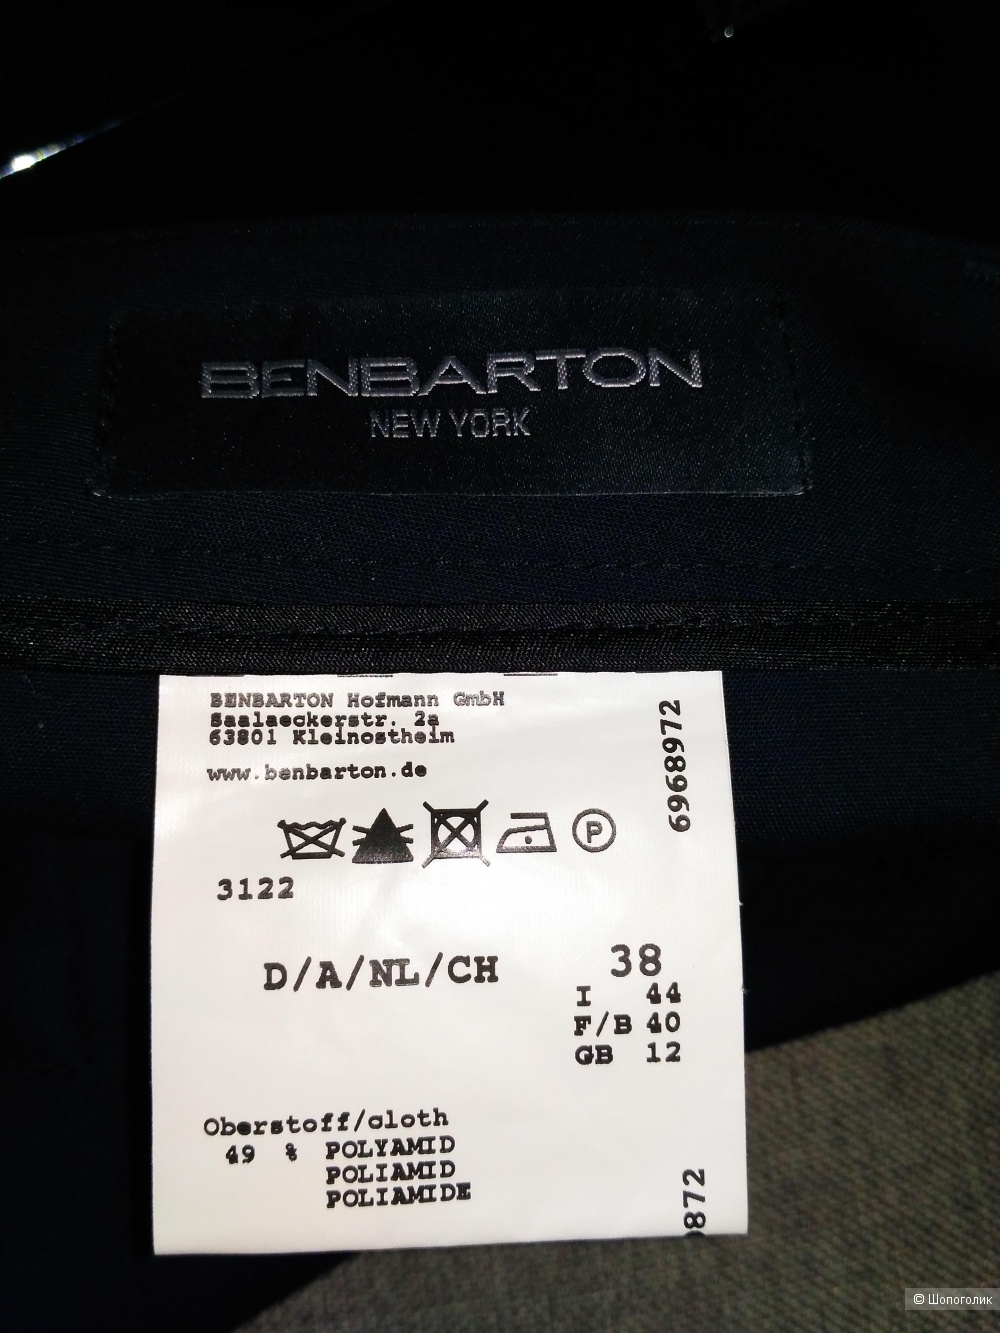 BENBARTON
NEW YORK
BENBARTON Hofmann GmbH
Saalaeckerstr. 2a
63801 Kleinostheim
www.benbarton.de
6968972
P
3122
D/A/NL/CH 38
I 44
F/B 40
GB 12
Oberstoff/cloth
49 % POLYAMID
POLIAMID
POLIAMIDE
872
© Шопоголик